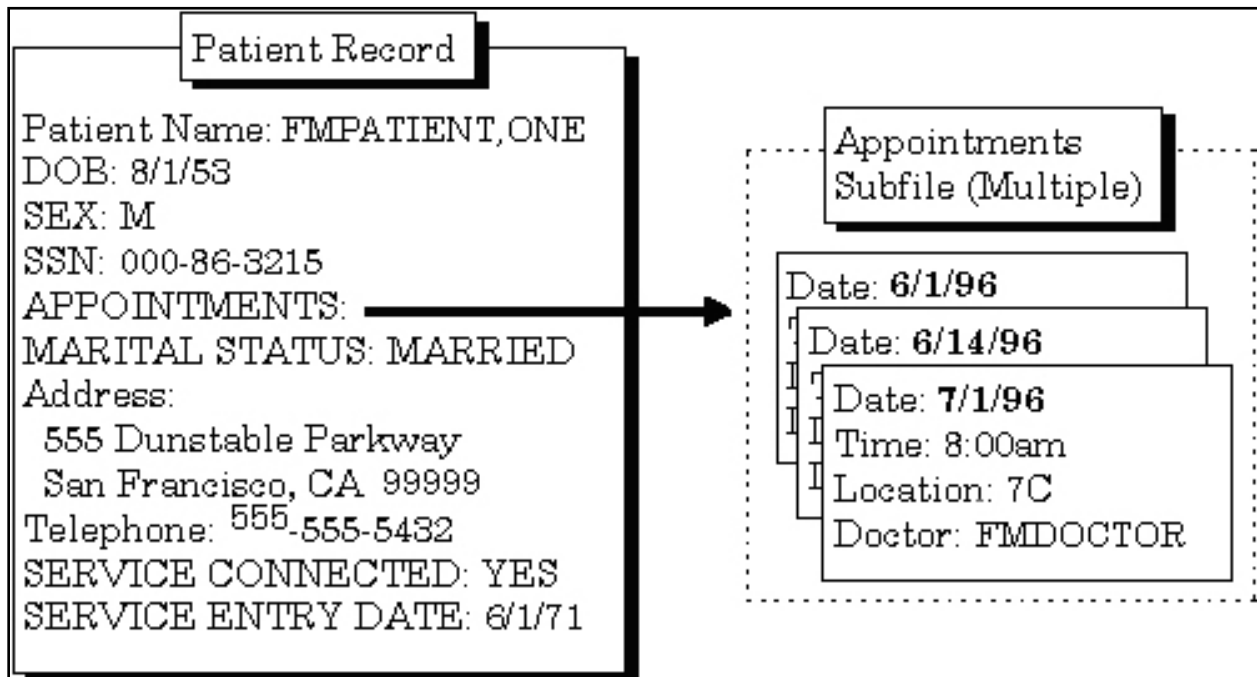 Patient Record
Patient Name: FMPATIENT,ONE
DOB: 8/1/53
SEX: M
SSN: 000-86-3215
APPOINTMENTS:
MARITAL STATUS: MARRIED
Address:
555 Dunstable Parkway
San Francisco, CA 99999
Telephone: 555-555-5432
SERVICE CONNECTED: YES
SERVICE ENTRY DATE: 6/1/71
Appointments
Subfile (Multiple)
Date: 6/1/96
Date: 6/14/96
Date: 7/1/96
Time: 8:00am
Location: 7C
Doctor: FMDOCTOR